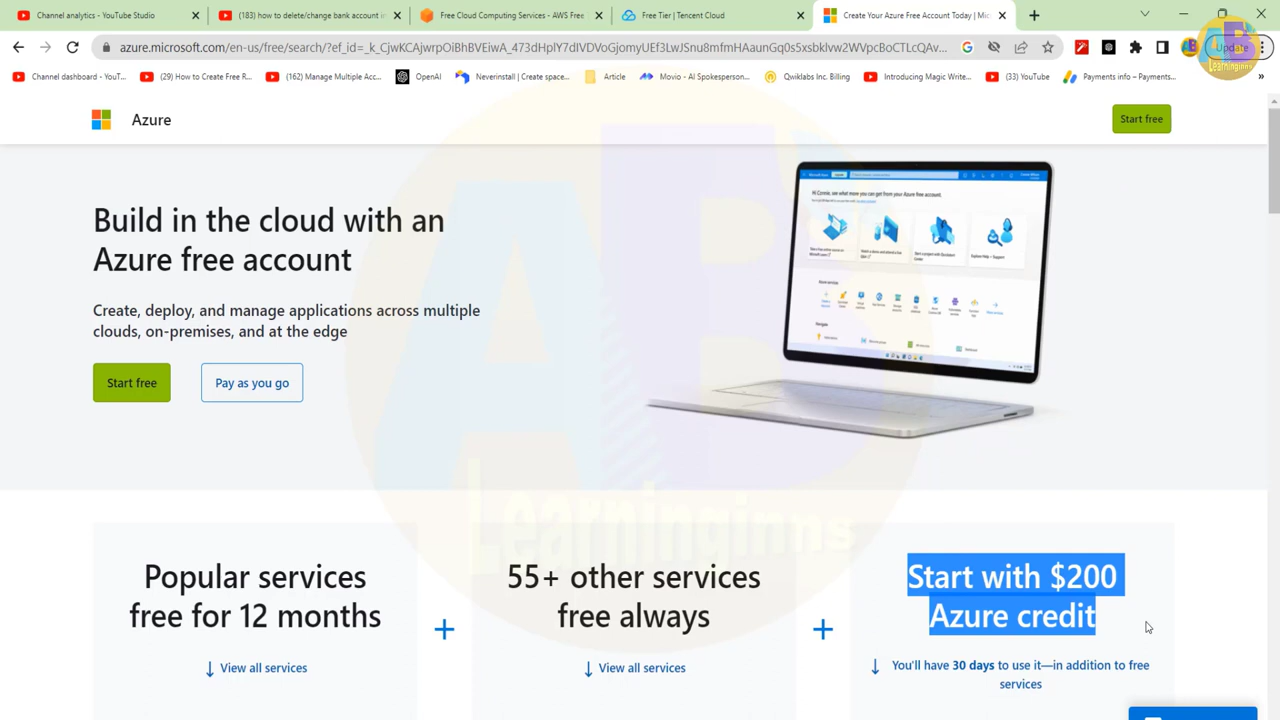 YouTube Studio
(183) how to delete/change bank account in
Free Cloud Computing Services - AWS Free
Free Tier | Tencent Cloud
Create Your Azure Free Account Today | Mic
azure.microsoft.com/en-us/free/search/?ef_id=
Update
Channel dashboard - YouT...
(29) How to Create Free R...
(162) Manage Multiple Acc...
OpenAI
Neverinstall | Create space...
Article
Movio - AI Spokesperson...
Qwiklabs Inc. Billing
Introducing Magic Write...
(33) YouTube
Payments info – Payments...
»
Azure
Start free
Build in the cloud with an
Azure free account
Create, deploy, and manage applications across multiple
clouds, on-premises, and at the edge
Start free
Pay as you go
Popular services
free for 12 months
↓ View all services
+
55+ other services
free always
↓ View all services
+
Start with $200
Azure credit
↓ You'll have 30 days to use it—in addition to free
services
AB
Learninginns